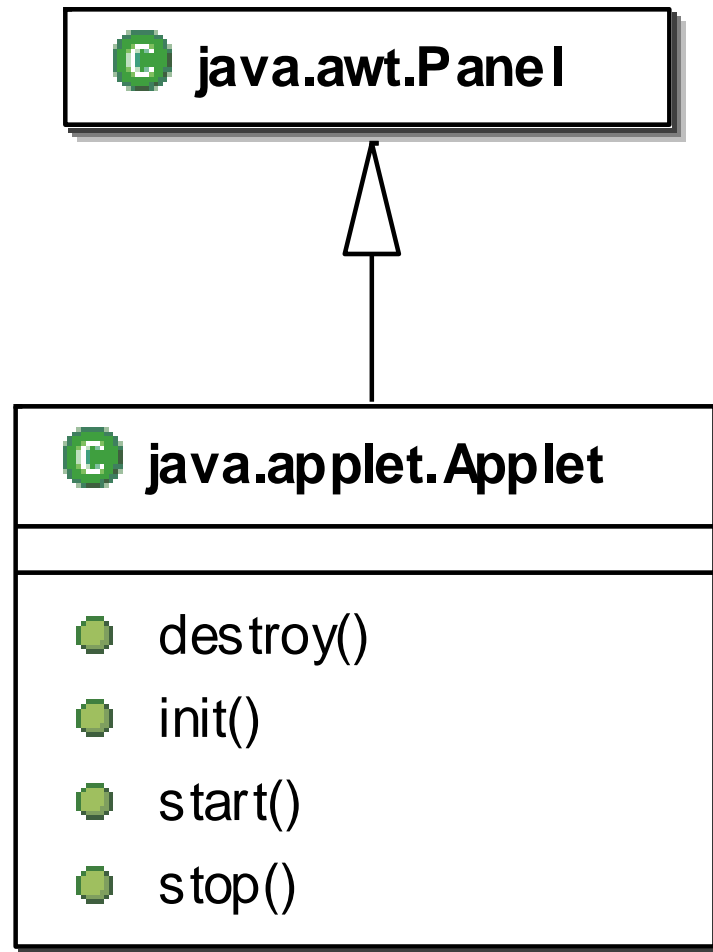 C java.awt.Panel
C java.applet.Applet
destroy()
init()
start()
stop()